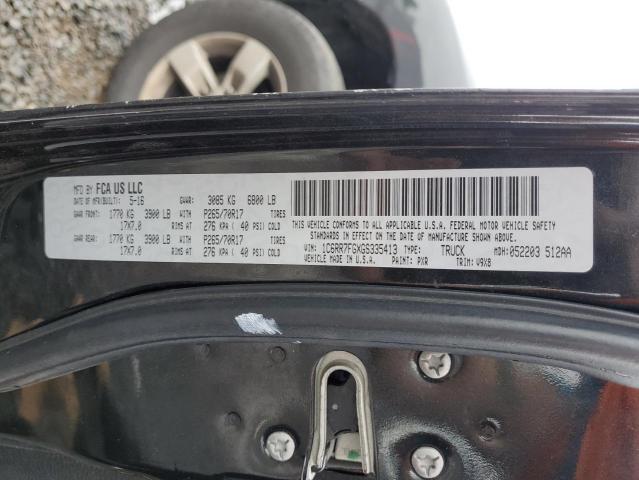 MFD BY FCA US LLC
DATE OF MFR/BUILT(: 5-16 GVWR: 3085 KG 6800 LB
GAWR FRONT: 1770 KG 3900 LB WITH P265/70R17 TIRES
17X7.0 RIMS AT 276 KPA ( 40 PSI) COLD
GAWR REAR: 1770 KG 3900 LB WITH P265/70R17 TIRES
17X7.0 RIMS AT 276 KPA ( 40 PSI) COLD
THIS VEHICLE CONFORMS TO ALL APPLICABLE U.S.A. FEDERAL MOTOR VEHICLE SAFETY
STANDARDS IN EFFECT ON THE DATE OF MANUFACTURE SHOWN ABOVE.
VIN: 1C6RR7FGXGS335413 TYPE: TRUCK MDH:052203 512AA
VEHICLE MADE IN U.S.A. PAINT: PXR TRIM: V9X8